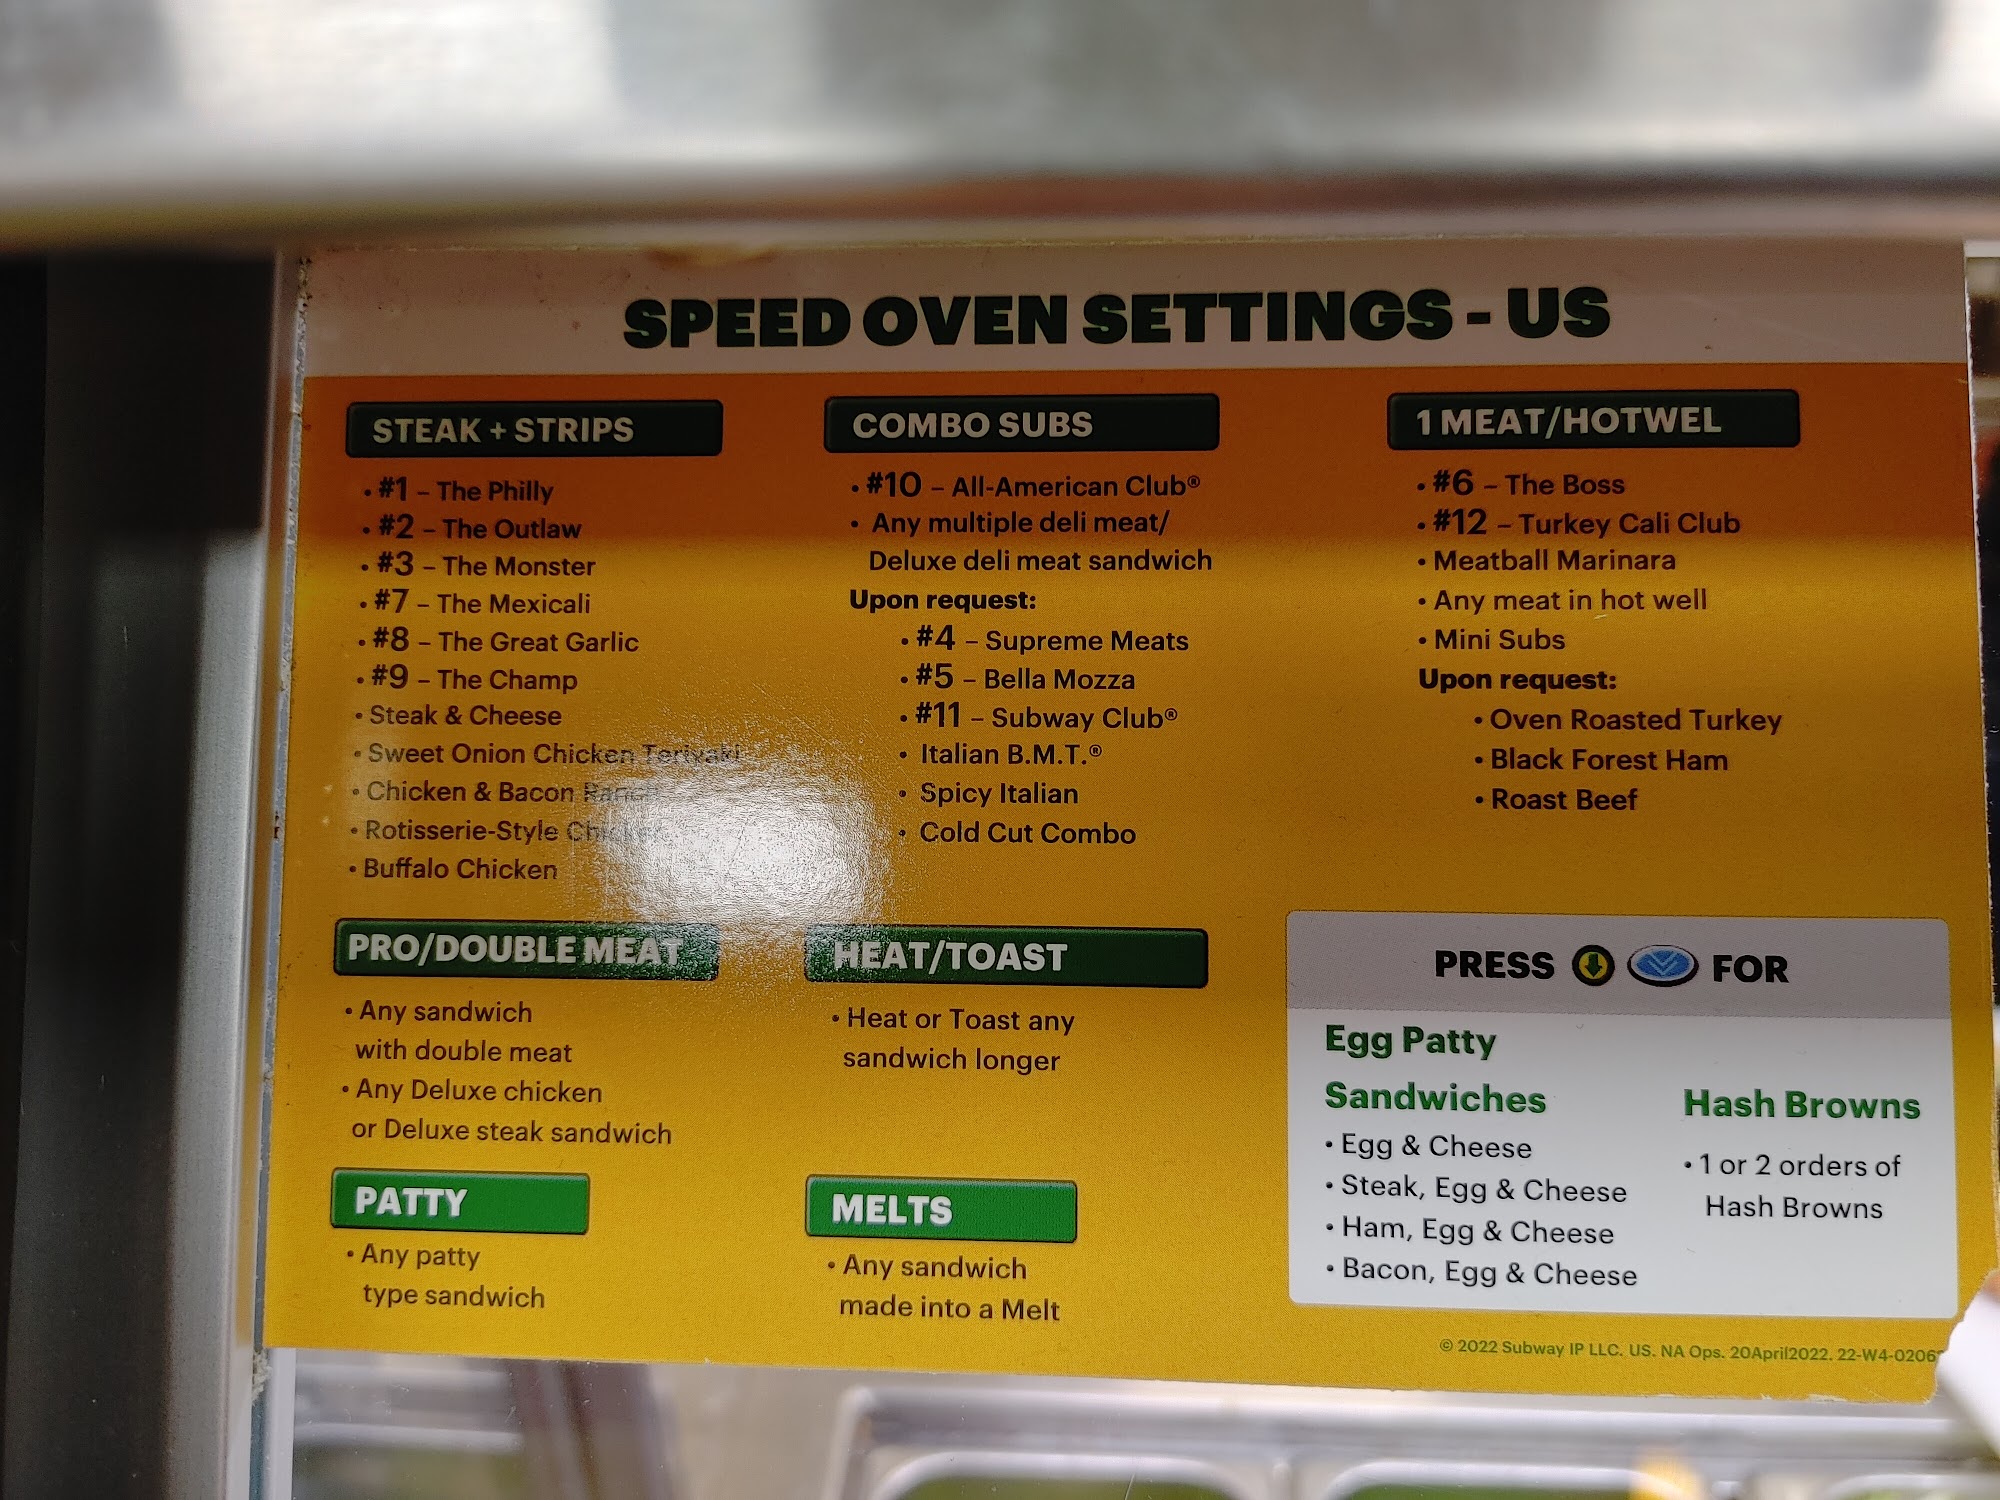 SPEED OVEN SETTINGS - US
STEAK + STRIPS
• #1 – The Philly
• #2 – The Outlaw
• #3 – The Monster
• #7 – The Mexicali
• #8 – The Great Garlic
• #9 – The Champ
• Steak & Cheese
• Sweet Onion Chicken Teriyaki
• Chicken & Bacon Ranch
• Rotisserie-Style Chicken
• Buffalo Chicken
COMBO SUBS
• #10 – All-American Club®
• Any multiple deli meat/
Deluxe deli meat sandwich
Upon request:
• #4 – Supreme Meats
• #5 – Bella Mozza
• #11 – Subway Club®
• Italian B.M.T.®
• Spicy Italian
• Cold Cut Combo
1 MEAT/HOTWEL
• #6 – The Boss
• #12 – Turkey Cali Club
• Meatball Marinara
• Any meat in hot well
• Mini Subs
Upon request:
• Oven Roasted Turkey
• Black Forest Ham
• Roast Beef
PRO/DOUBLE MEAT
• Any sandwich
with double meat
• Any Deluxe chicken
or Deluxe steak sandwich
HEAT/TOAST
• Heat or Toast any
sandwich longer
PATTY
• Any patty
type sandwich
MELTS
• Any sandwich
made into a Melt
PRESS FOR
Egg Patty
Sandwiches
• Egg & Cheese
• Steak, Egg & Cheese
• Ham, Egg & Cheese
• Bacon, Egg & Cheese
Hash Browns
• 1 or 2 orders of
Hash Browns
© 2022 Subway IP LLC. US. NA Ops. 20April2022.